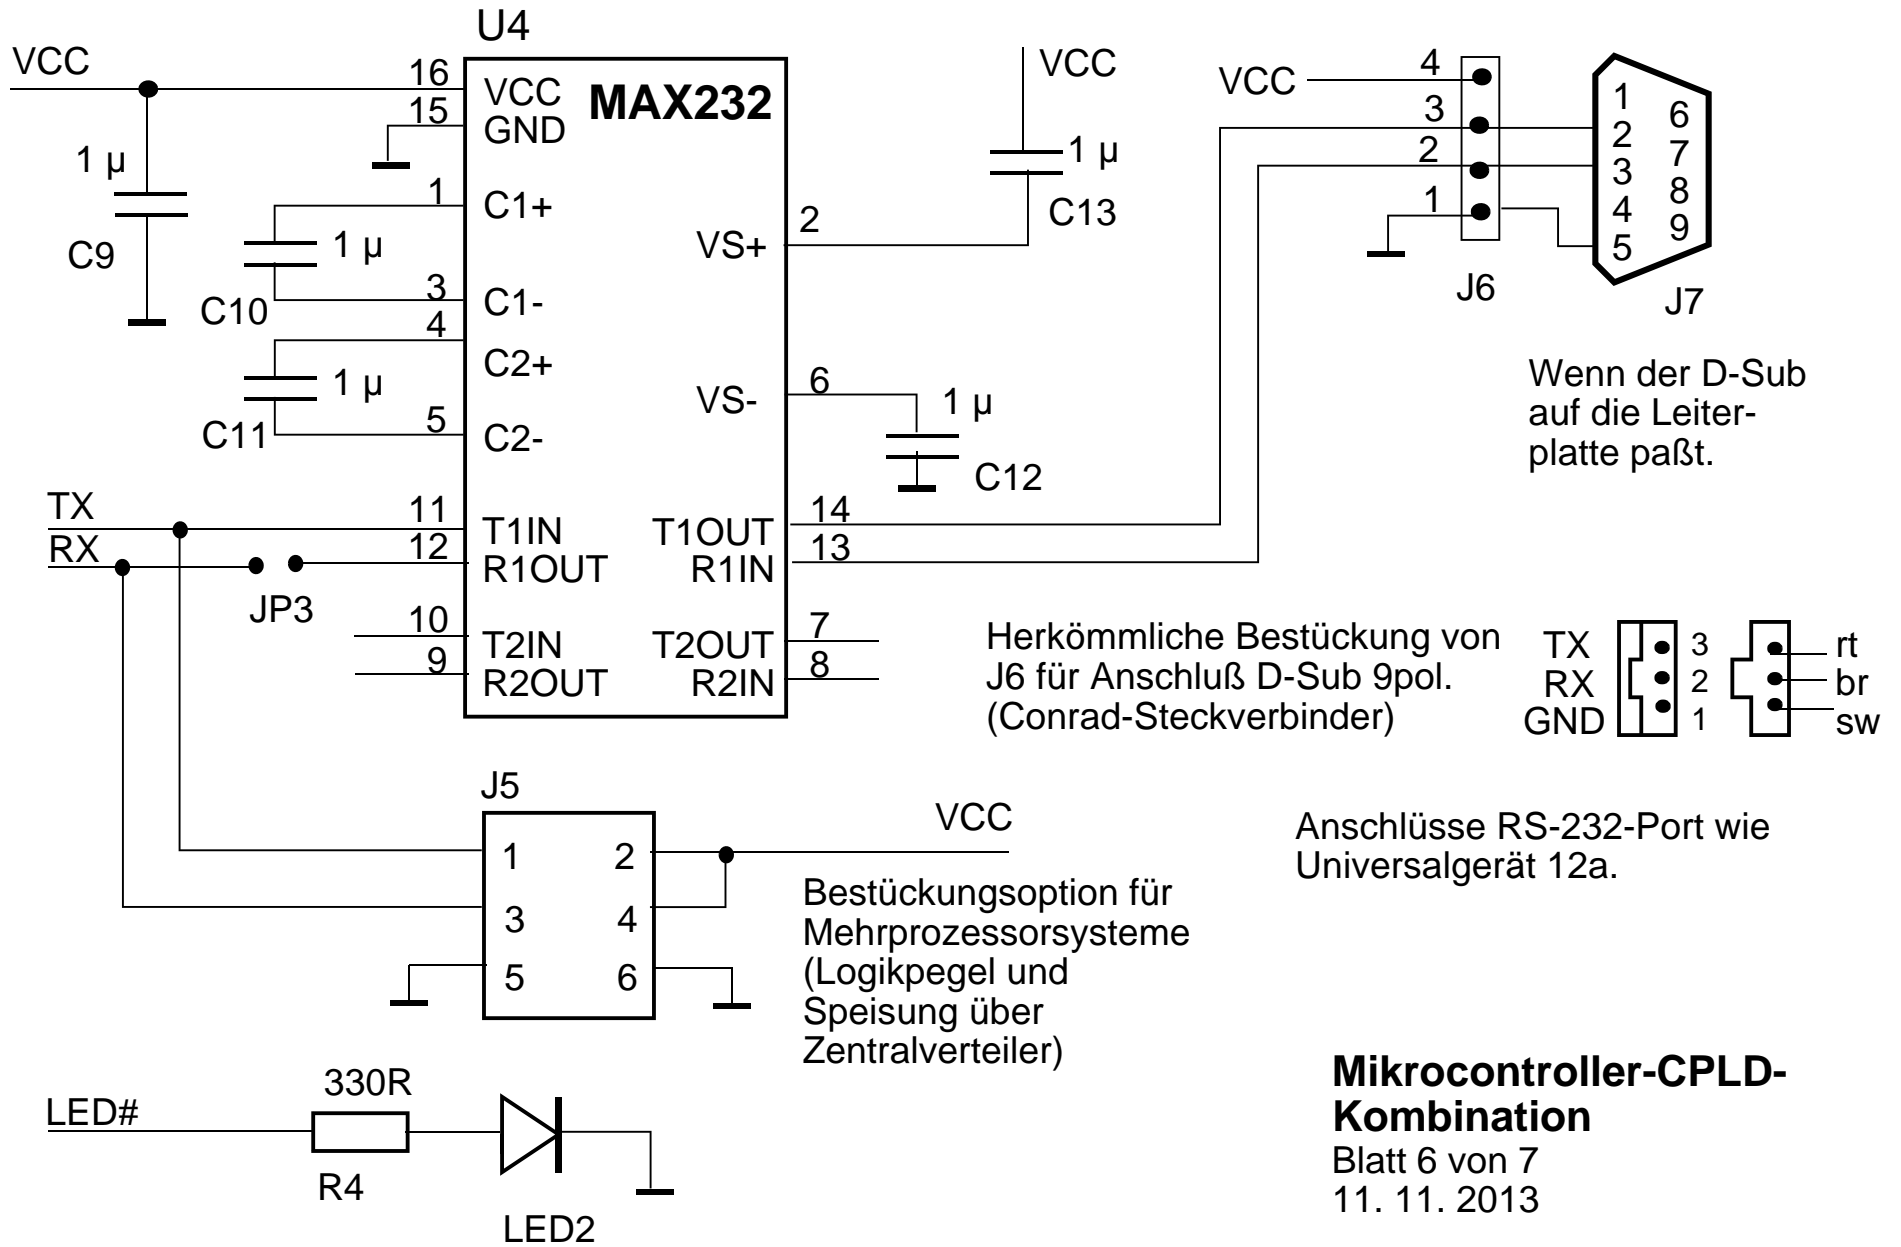 U4
VCC
16
VCC
MAX232
15
GND
1 µ
C9
1
C1+
1 µ
C10
3
C1-
4
C2+
1 µ
C11
5
C2-
VS+
2
VCC
1 µ
C13
VS-
6
1 µ
C12
TX
11
T1IN
T1OUT
14
RX
12
R1OUT
R1IN
13
JP3
10
T2IN
T2OUT
7
9
R2OUT
R2IN
8
VCC
4
3
2
1
J6
1
2
3
4
5
6
7
8
9
J7
Wenn der D-Sub
auf die Leiter-
platte paßt.
Herkömmliche Bestückung von
J6 für Anschluß D-Sub 9pol.
(Conrad-Steckverbinder)
TX 3 rt
RX 2 br
GND 1 sw
J5
1 2
3 4
5 6
VCC
Bestückungsoption für
Mehrprozessorsysteme
(Logikpegel und
Speisung über
Zentralverteiler)
Anschlüsse RS-232-Port wie
Universalgerät 12a.
LED#
330R
R4
LED2
Mikrocontroller-CPLD-
Kombination
Blatt 6 von 7
11. 11. 2013